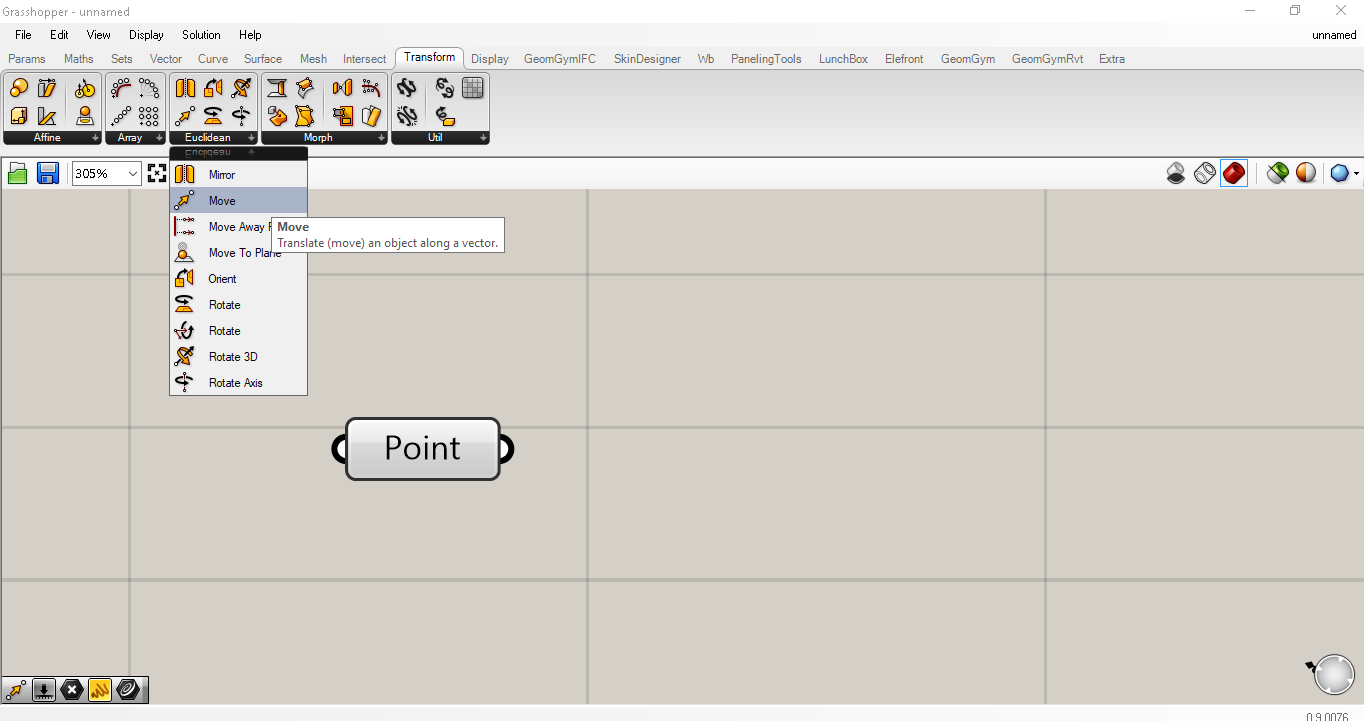 Grasshopper - unnamed
File Edit View Display Solution Help unnamed
Params Maths Sets Vector Curve Surface Mesh Intersect Transform Display GeomGymIFC SkinDesigner Wb PanelingTools LunchBox Elefront GeomGym GeomGymRvt Extra
Affine Array Euclidean Morph Util
Euclidean
305%
Mirror
Move
Move Away
Move
Translate (move) an object along a vector.
Move To Plane
Orient
Rotate
Rotate
Rotate 3D
Rotate Axis
Point
0.9.0076